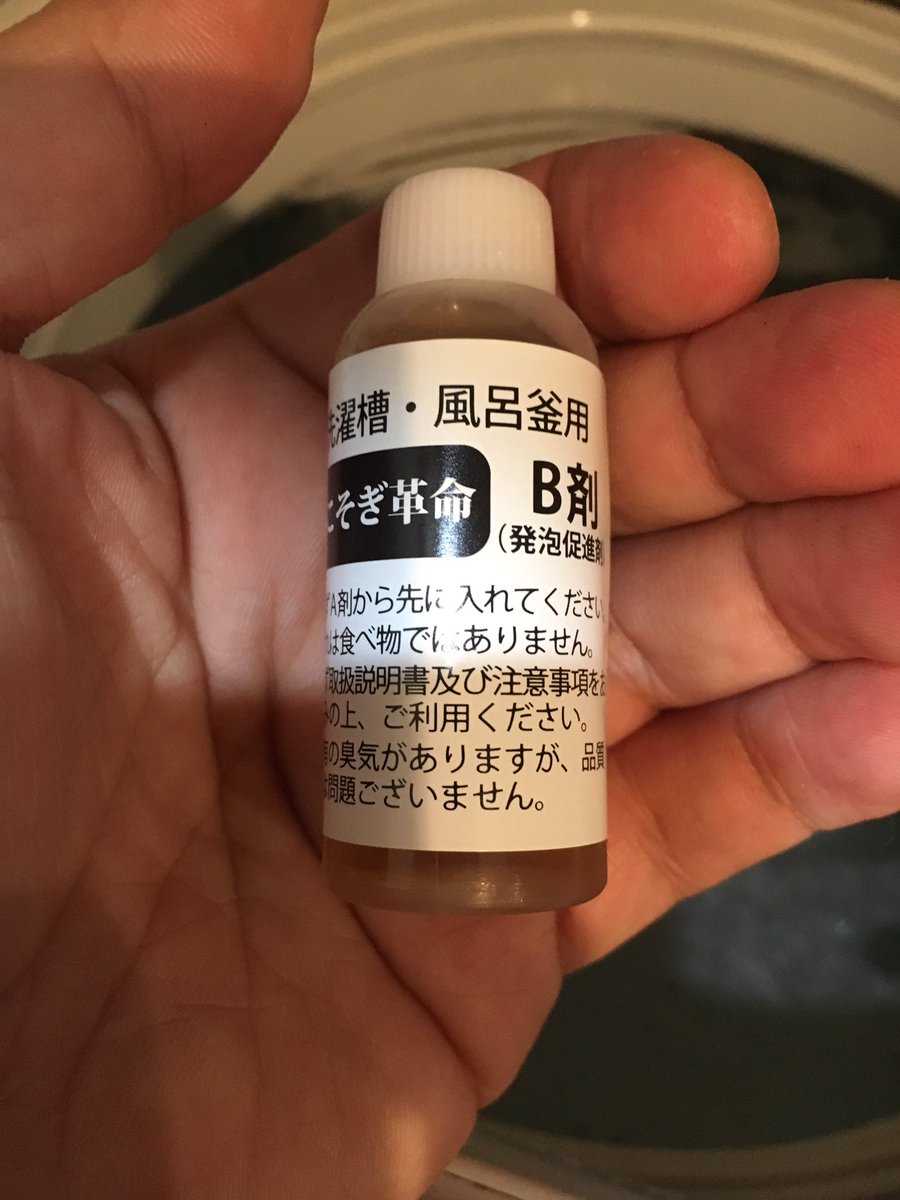 濯槽・風呂釜用
こそぎ革命
B剤
(発泡促進剤
A剤から先に入れてください
は食べ物ではありません。
取扱説明書及び注意事項をお
の上、ご利用ください。
の臭気がありますが、品質
問題ございません。